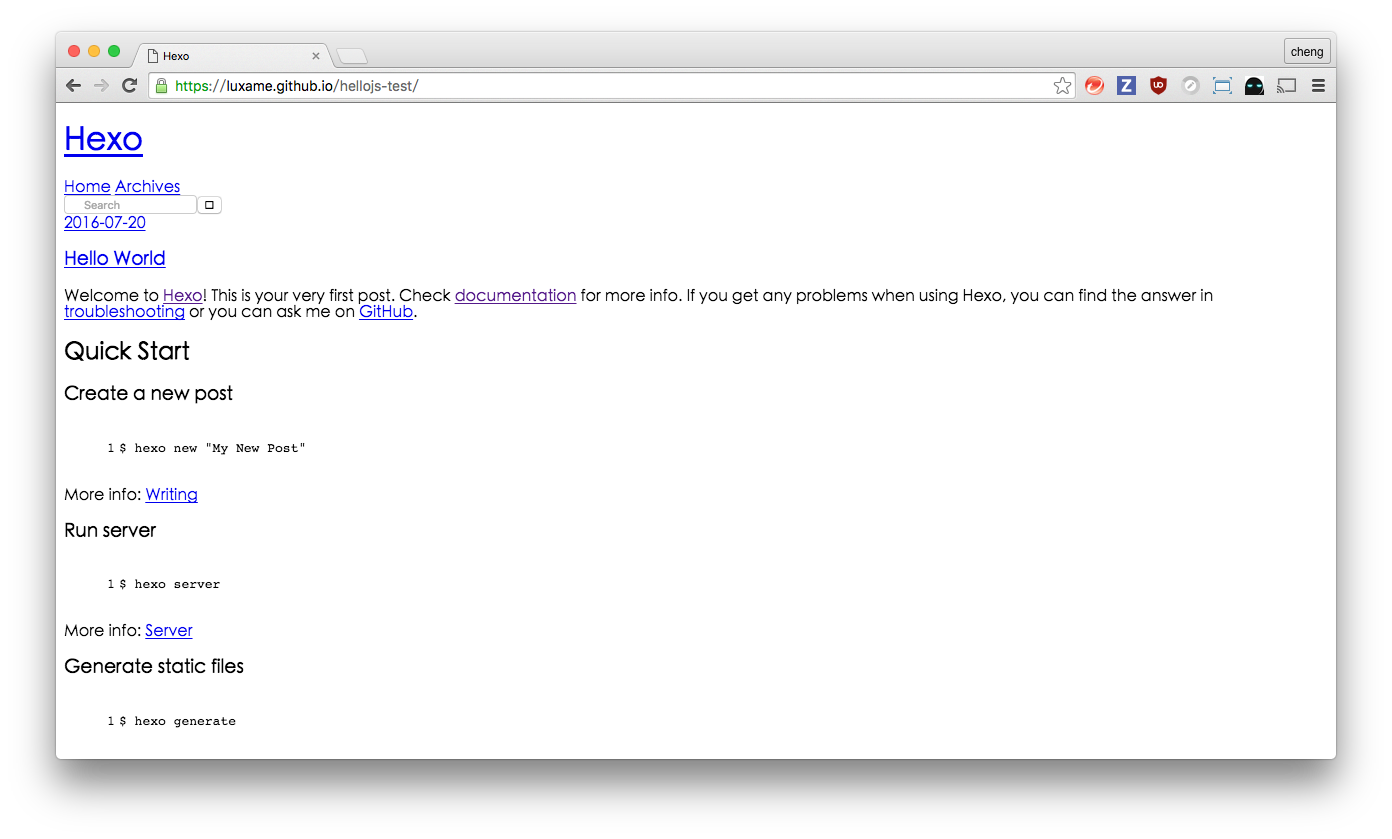 Hexo
cheng
https://luxame.github.io/hellojs-test/
Z
Hexo
Home Archives
Search
2016-07-20
Hello World
Welcome to Hexo! This is your very first post. Check documentation for more info. If you get any problems when using Hexo, you can find the answer in
troubleshooting or you can ask me on GitHub.
Quick Start
Create a new post
1 $ hexo new "My New Post"
More info: Writing
Run server
1 $ hexo server
More info: Server
Generate static files
1 $ hexo generate